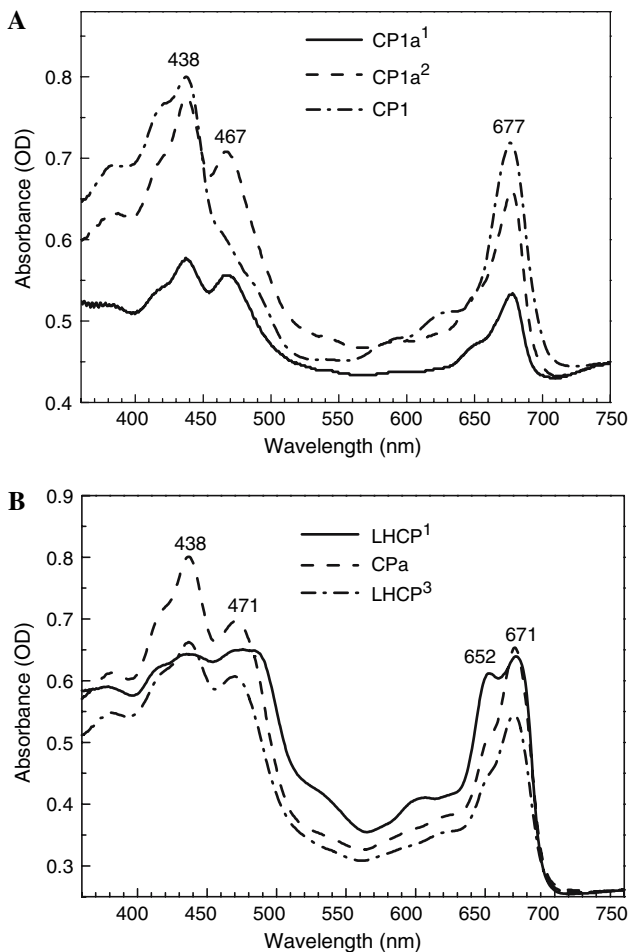 A
CP1a¹
CP1a²
CP1
438
467
677
0.8
0.7
0.6
0.5
0.4
Absorbance (OD)
400 450 500 550 600 650 700 750
Wavelength (nm)
B
LHCP¹
CPa
LHCP³
438
471
652
671
0.9
0.8
0.7
0.6
0.5
0.4
0.3
Absorbance (OD)
400 450 500 550 600 650 700 750
Wavelength (nm)